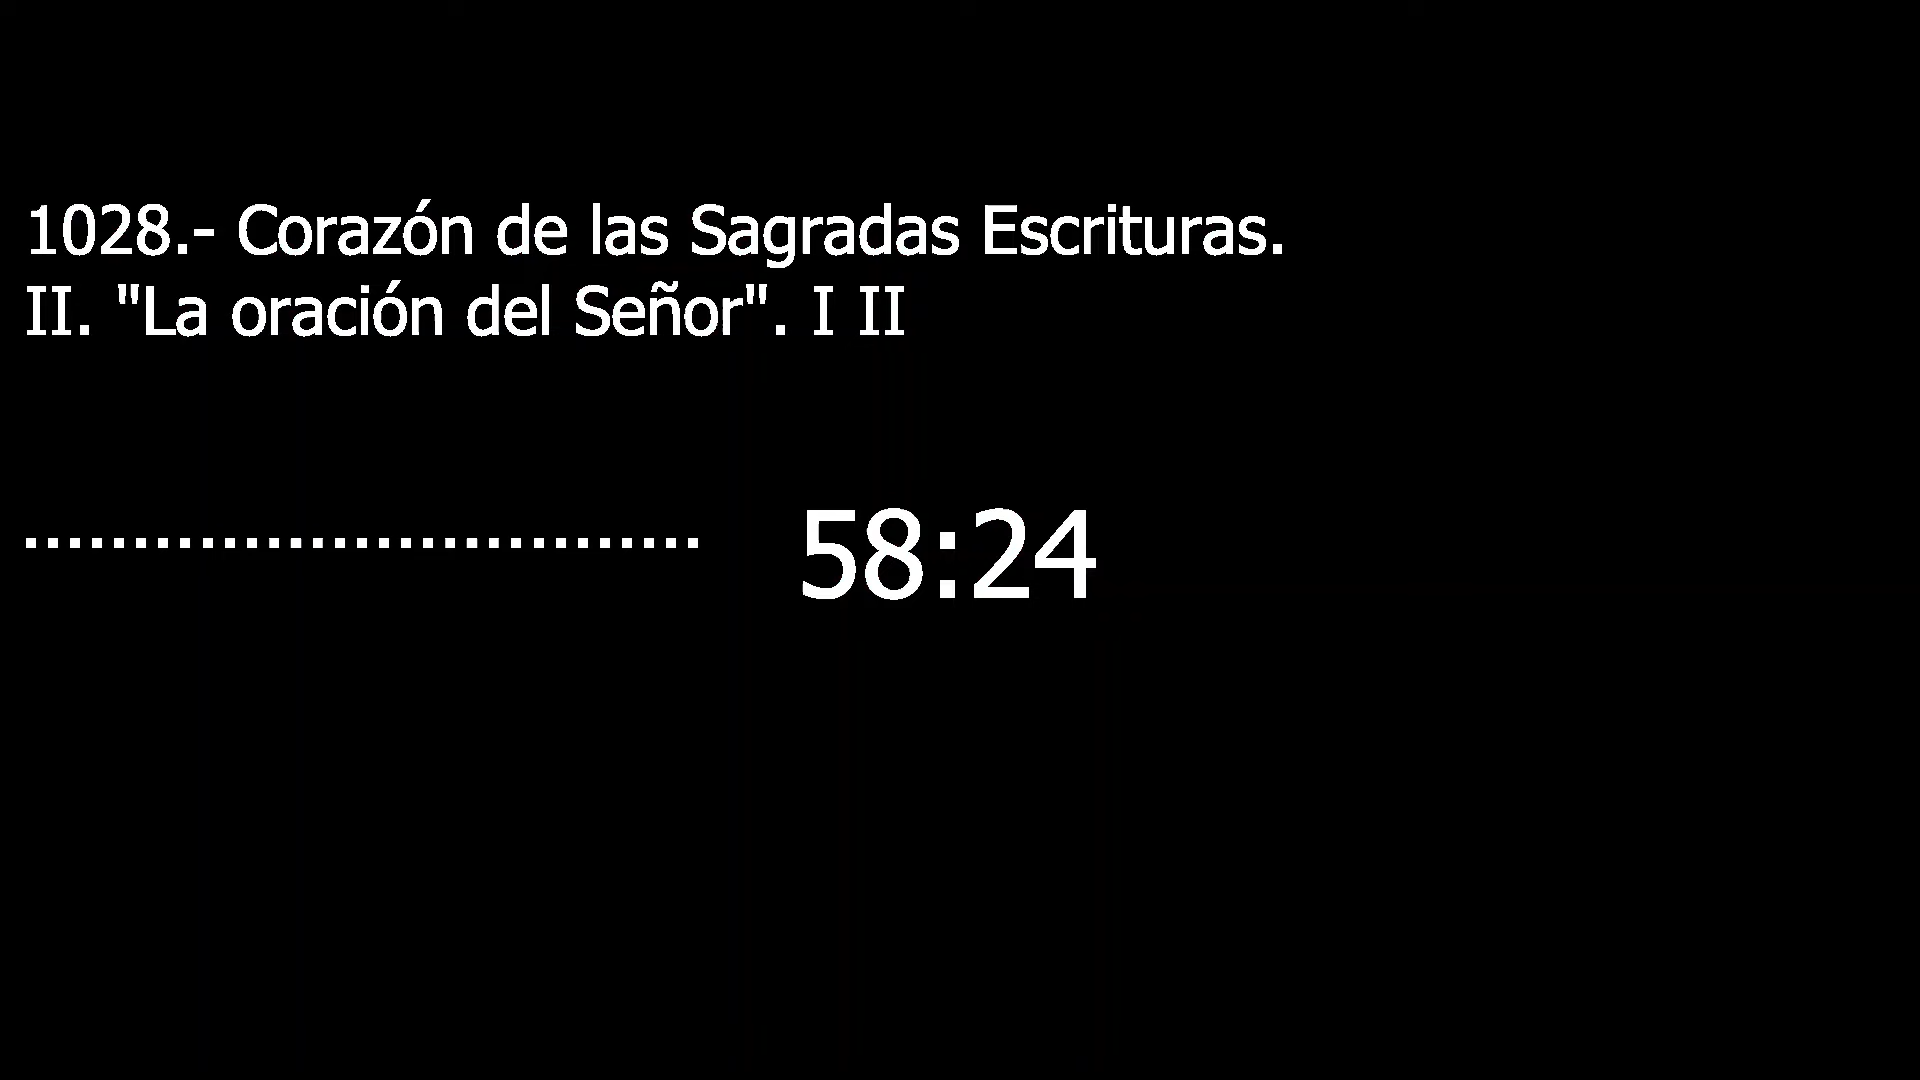 1028.- Corazón de las Sagradas Escrituras.
II. "La oración del Señor". I II
............................... 58:24